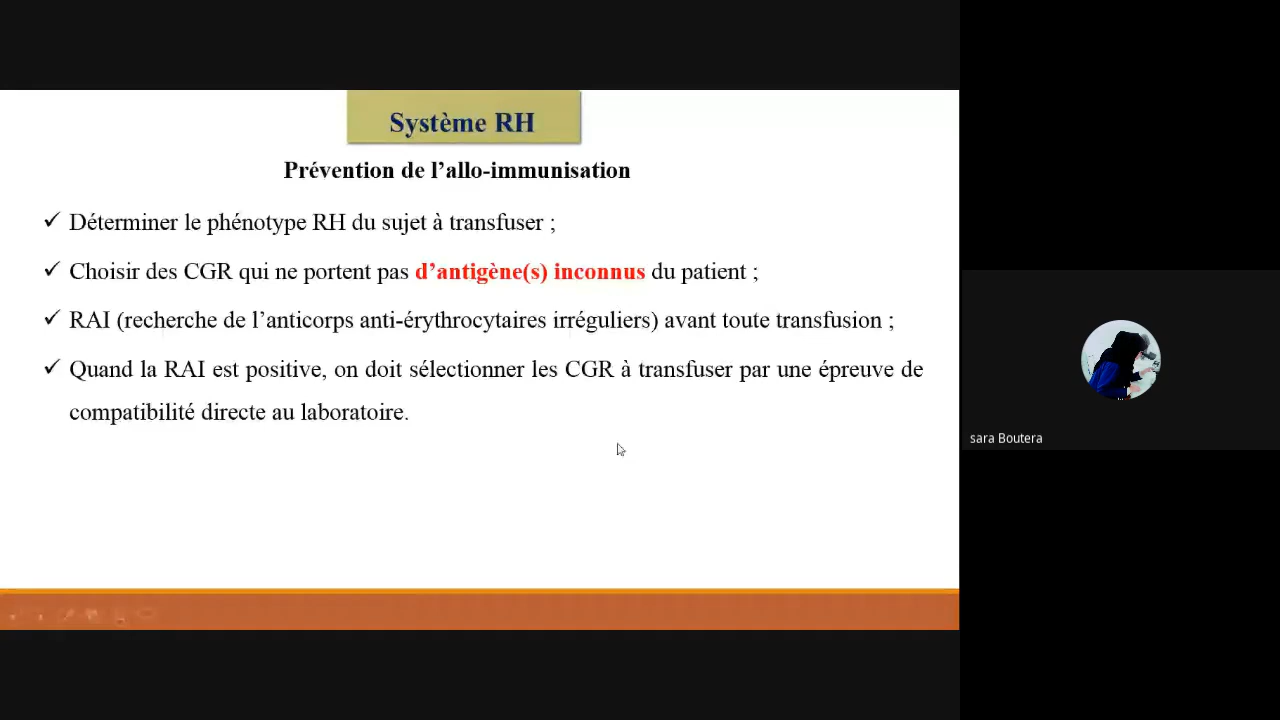 Système RH
Prévention de l’allo-immunisation
✓ Déterminer le phénotype RH du sujet à transfuser ;
✓ Choisir des CGR qui ne portent pas d’antigène(s) inconnus du patient ;
✓ RAI (recherche de l’anticorps anti-érythrocytaires irréguliers) avant toute transfusion ;
✓ Quand la RAI est positive, on doit sélectionner les CGR à transfuser par une épreuve de
compatibilité directe au laboratoire.
sara Boutera